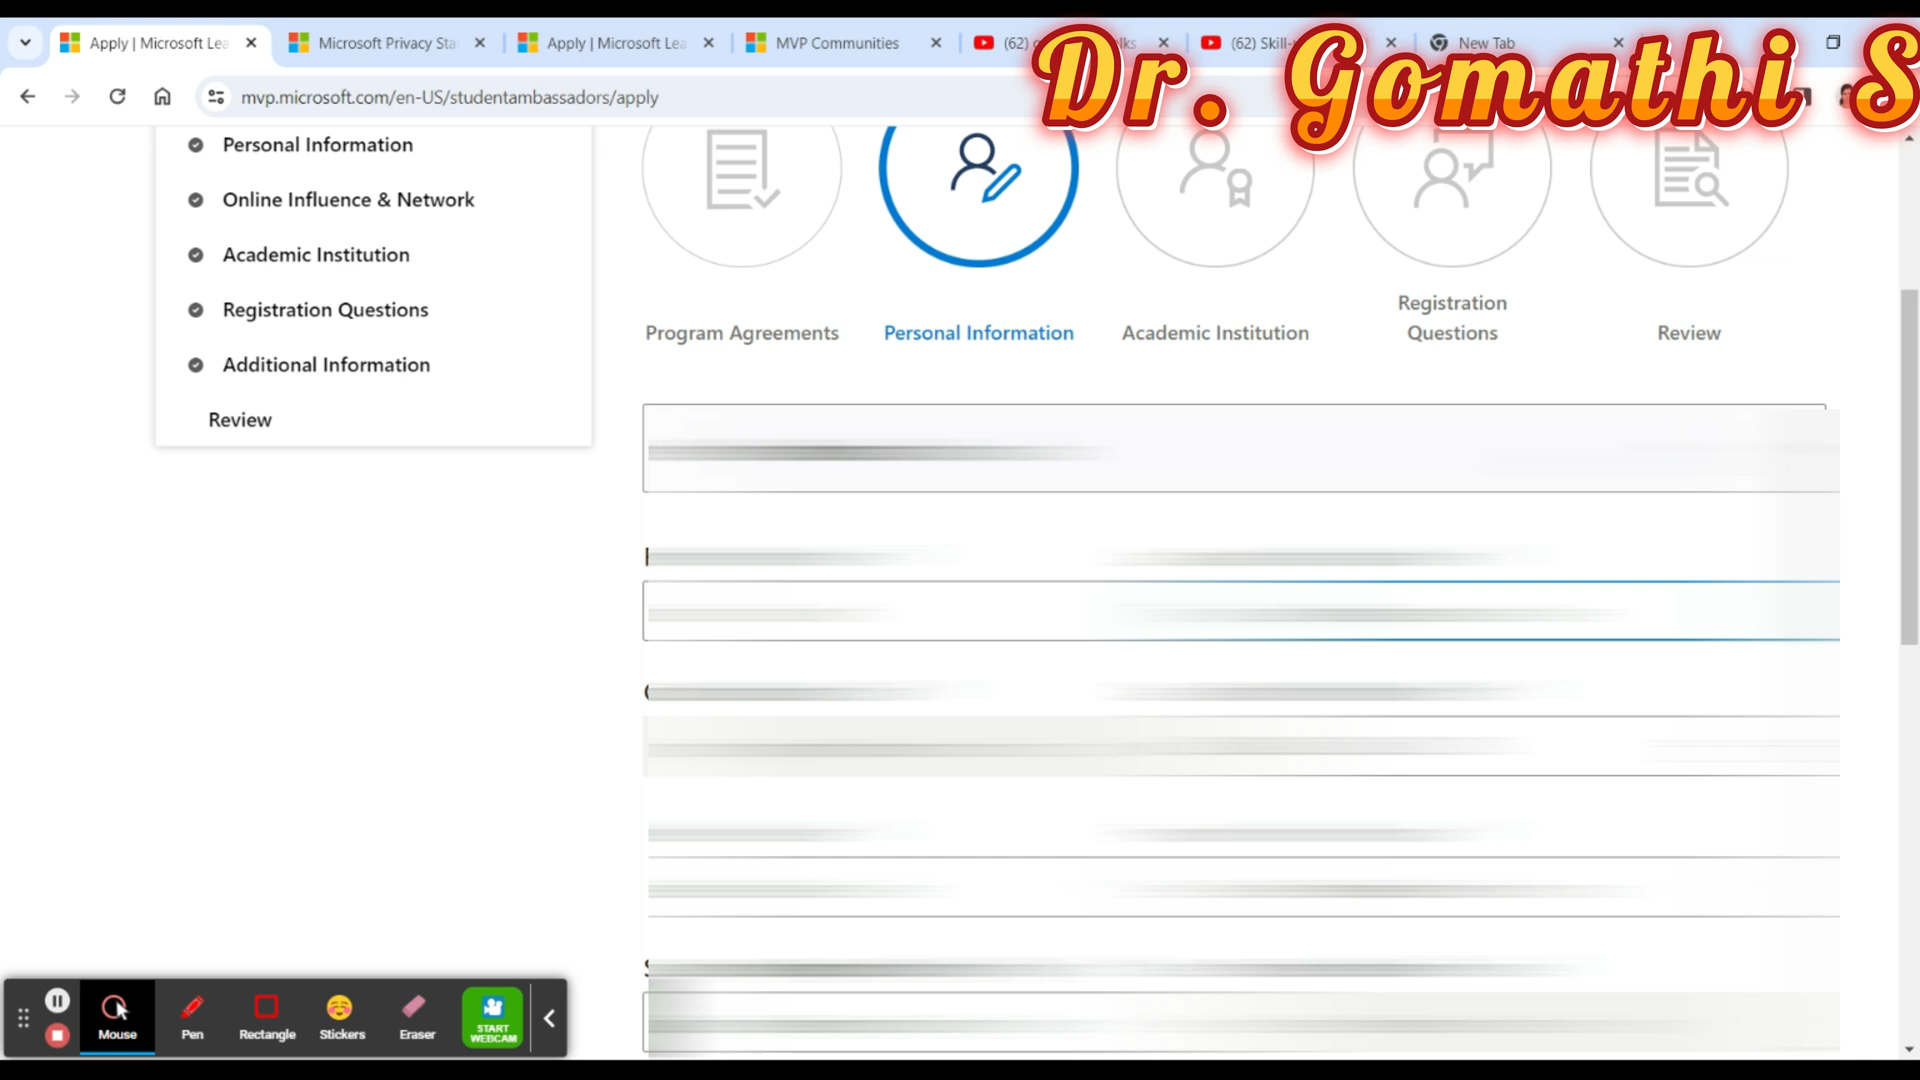 Apply | Microsoft Lea
Microsoft Privacy Sta
Apply | Microsoft Lea
MVP Communities
(62)
(62) Skill-
New Tab
Dr. Gomathi S
mvp.microsoft.com/en-US/studentambassadors/apply
Personal Information
Online Influence & Network
Academic Institution
Registration Questions
Additional Information
Review
Program Agreements
Personal Information
Academic Institution
Registration
Questions
Review
Mouse
Pen
Rectangle
Stickers
Eraser
START
WEBCAM